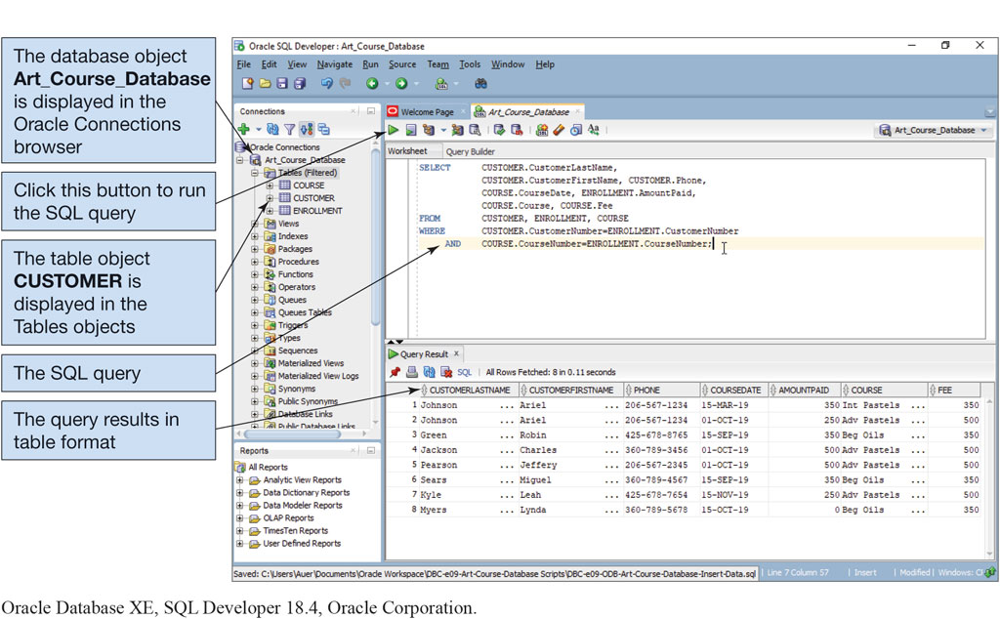 The database object
Art_Course_Database
is displayed in the
Oracle Connections
browser
Click this button to run
the SQL query
The table object
CUSTOMER is
displayed in the
Tables objects
The SQL query
The query results in
table format
Oracle SQL Developer : Art_Course_Database
File Edit View Navigate Run Source Team Tools Window Help
Connections
Oracle Connections
Art_Course_Database
Tables (Filtered)
COURSE
CUSTOMER
ENROLLMENT
Views
Indexes
Packages
Procedures
Functions
Operators
Queues
Queues Tables
Triggers
Types
Sequences
Materialized Views
Materialized View Logs
Synonyms
Public Synonyms
Database Links
Public Database Links
Reports
All Reports
Analytic View Reports
Data Dictionary Reports
Data Modeler Reports
OLAP Reports
TimesTen Reports
User Defined Reports
Welcome Page Art_Course_Database
Art_Course_Database
Worksheet Query Builder
SELECT CUSTOMER.CustomerLastName,
CUSTOMER.CustomerFirstName, CUSTOMER.Phone,
COURSE.CourseDate, ENROLLMENT.AmountPaid,
COURSE.Course, COURSE.Fee
FROM CUSTOMER, ENROLLMENT, COURSE
WHERE CUSTOMER.CustomerNumber=ENROLLMENT.CustomerNumber
AND COURSE.CourseNumber=ENROLLMENT.CourseNumber;
Query Result x
SQL | All Rows Fetched: 8 in 0.11 seconds
CUSTOMERLASTNAME CUSTOMERFIRSTNAME PHONE COURSEDATE AMOUNTPAID COURSE FEE
1 Johnson ... Ariel ... 206-567-1234 15-MAR-19 350 Int Pastels ... 350
2 Johnson ... Ariel ... 206-567-1234 01-OCT-19 250 Adv Pastels ... 500
3 Green ... Robin ... 425-678-8765 15-SEP-19 350 Beg Oils ... 350
4 Jackson ... Charles ... 360-789-3456 01-OCT-19 500 Adv Pastels ... 500
5 Pearson ... Jeffery ... 206-567-2345 01-OCT-19 500 Adv Pastels ... 500
6 Sears ... Miguel ... 360-789-4567 15-SEP-19 350 Beg Oils ... 350
7 Kyle ... Leah ... 425-678-7654 15-NOV-19 250 Adv Pastels ... 500
8 Myers ... Lynda ... 360-789-5678 15-OCT-19 0 Beg Oils ... 350
Saved: C:\Users\Auer\Documents\Oracle Workspace\DBC-e09-Art-Course-Database Scripts\DBC-e09-ODB-Art-Course-Database-Insert-Data.sql | Line 7 Column 57 | Insert | Modified | Windows: C
Oracle Database XE, SQL Developer 18.4, Oracle Corporation.